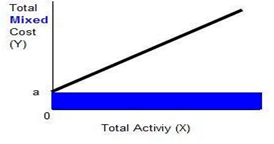 Total
Mixed
Cost
(Y)
a
0
Total Activiy (X)